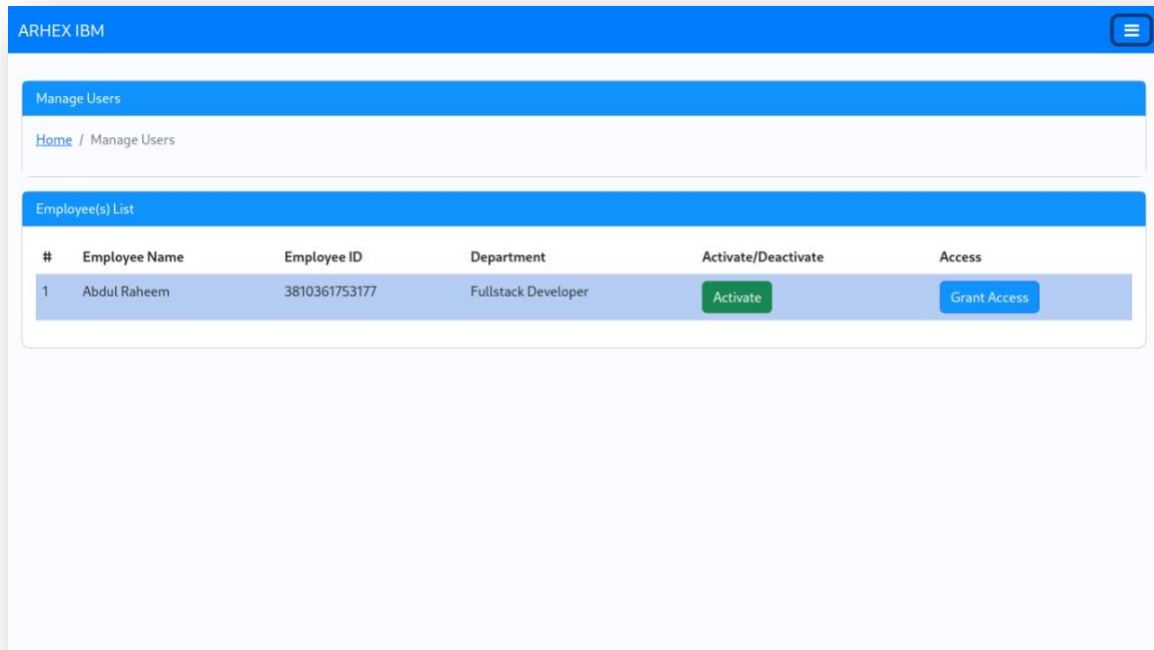 ARHEX IBM
Manage Users
Home / Manage Users
Employee(s) List
# Employee Name Employee ID Department Activate/Deactivate Access
1 Abdul Raheem 3810361753177 Fullstack Developer Activate Grant Access